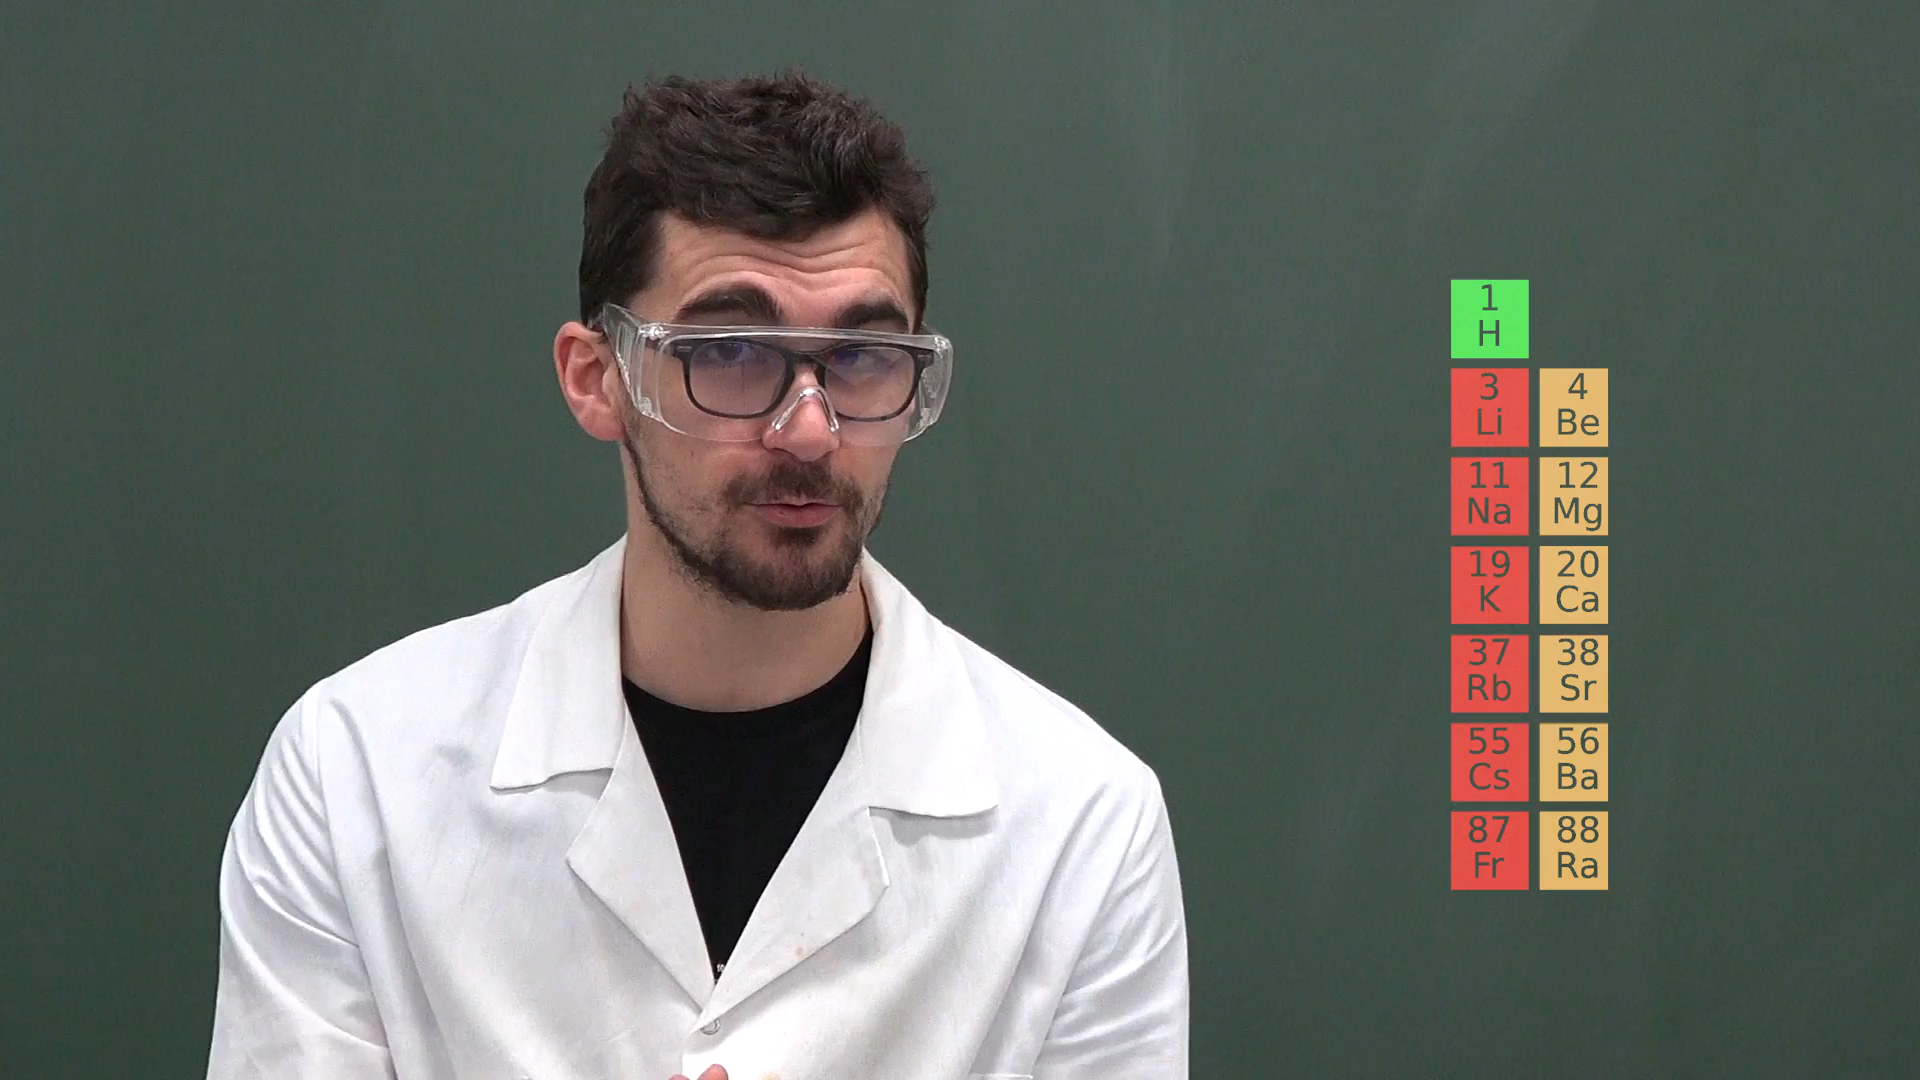 1
H
3 4
Li Be
11 12
Na Mg
19 20
K Ca
37 38
Rb Sr
55 56
Cs Ba
87 88
Fr Ra